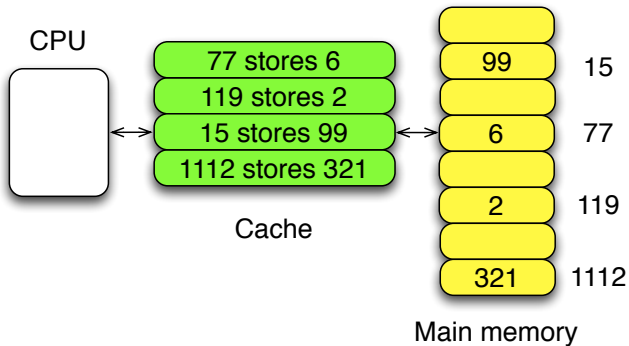 CPU
77 stores 6
119 stores 2
15 stores 99
1112 stores 321
Cache
99 15
6 77
2 119
321 1112
Main memory